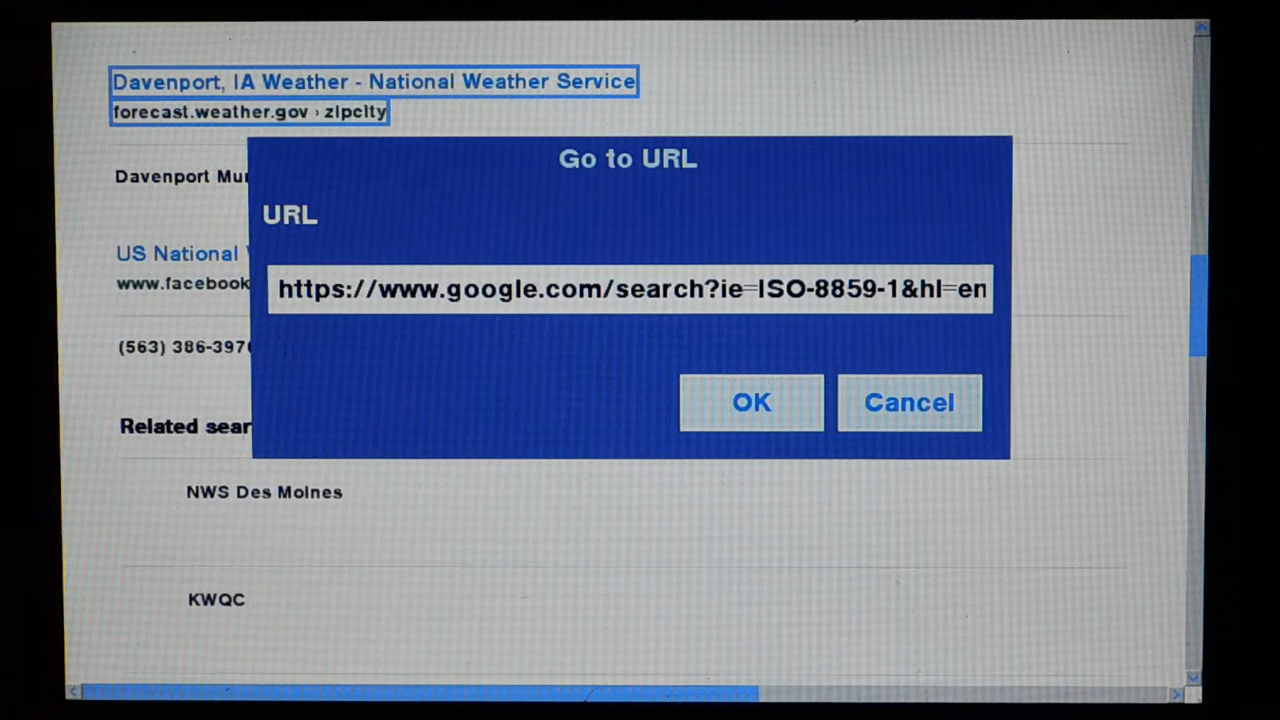 Davenport, IA Weather - National Weather Service
forecast.weather.gov › zipcity
Go to URL
Davenport Mu
URL
US National
www.facebook
https://www.google.com/search?ie=ISO-8859-1&hl=en
(563) 386-397
OK
Cancel
Related sear
NWS Des Moines
KWQC